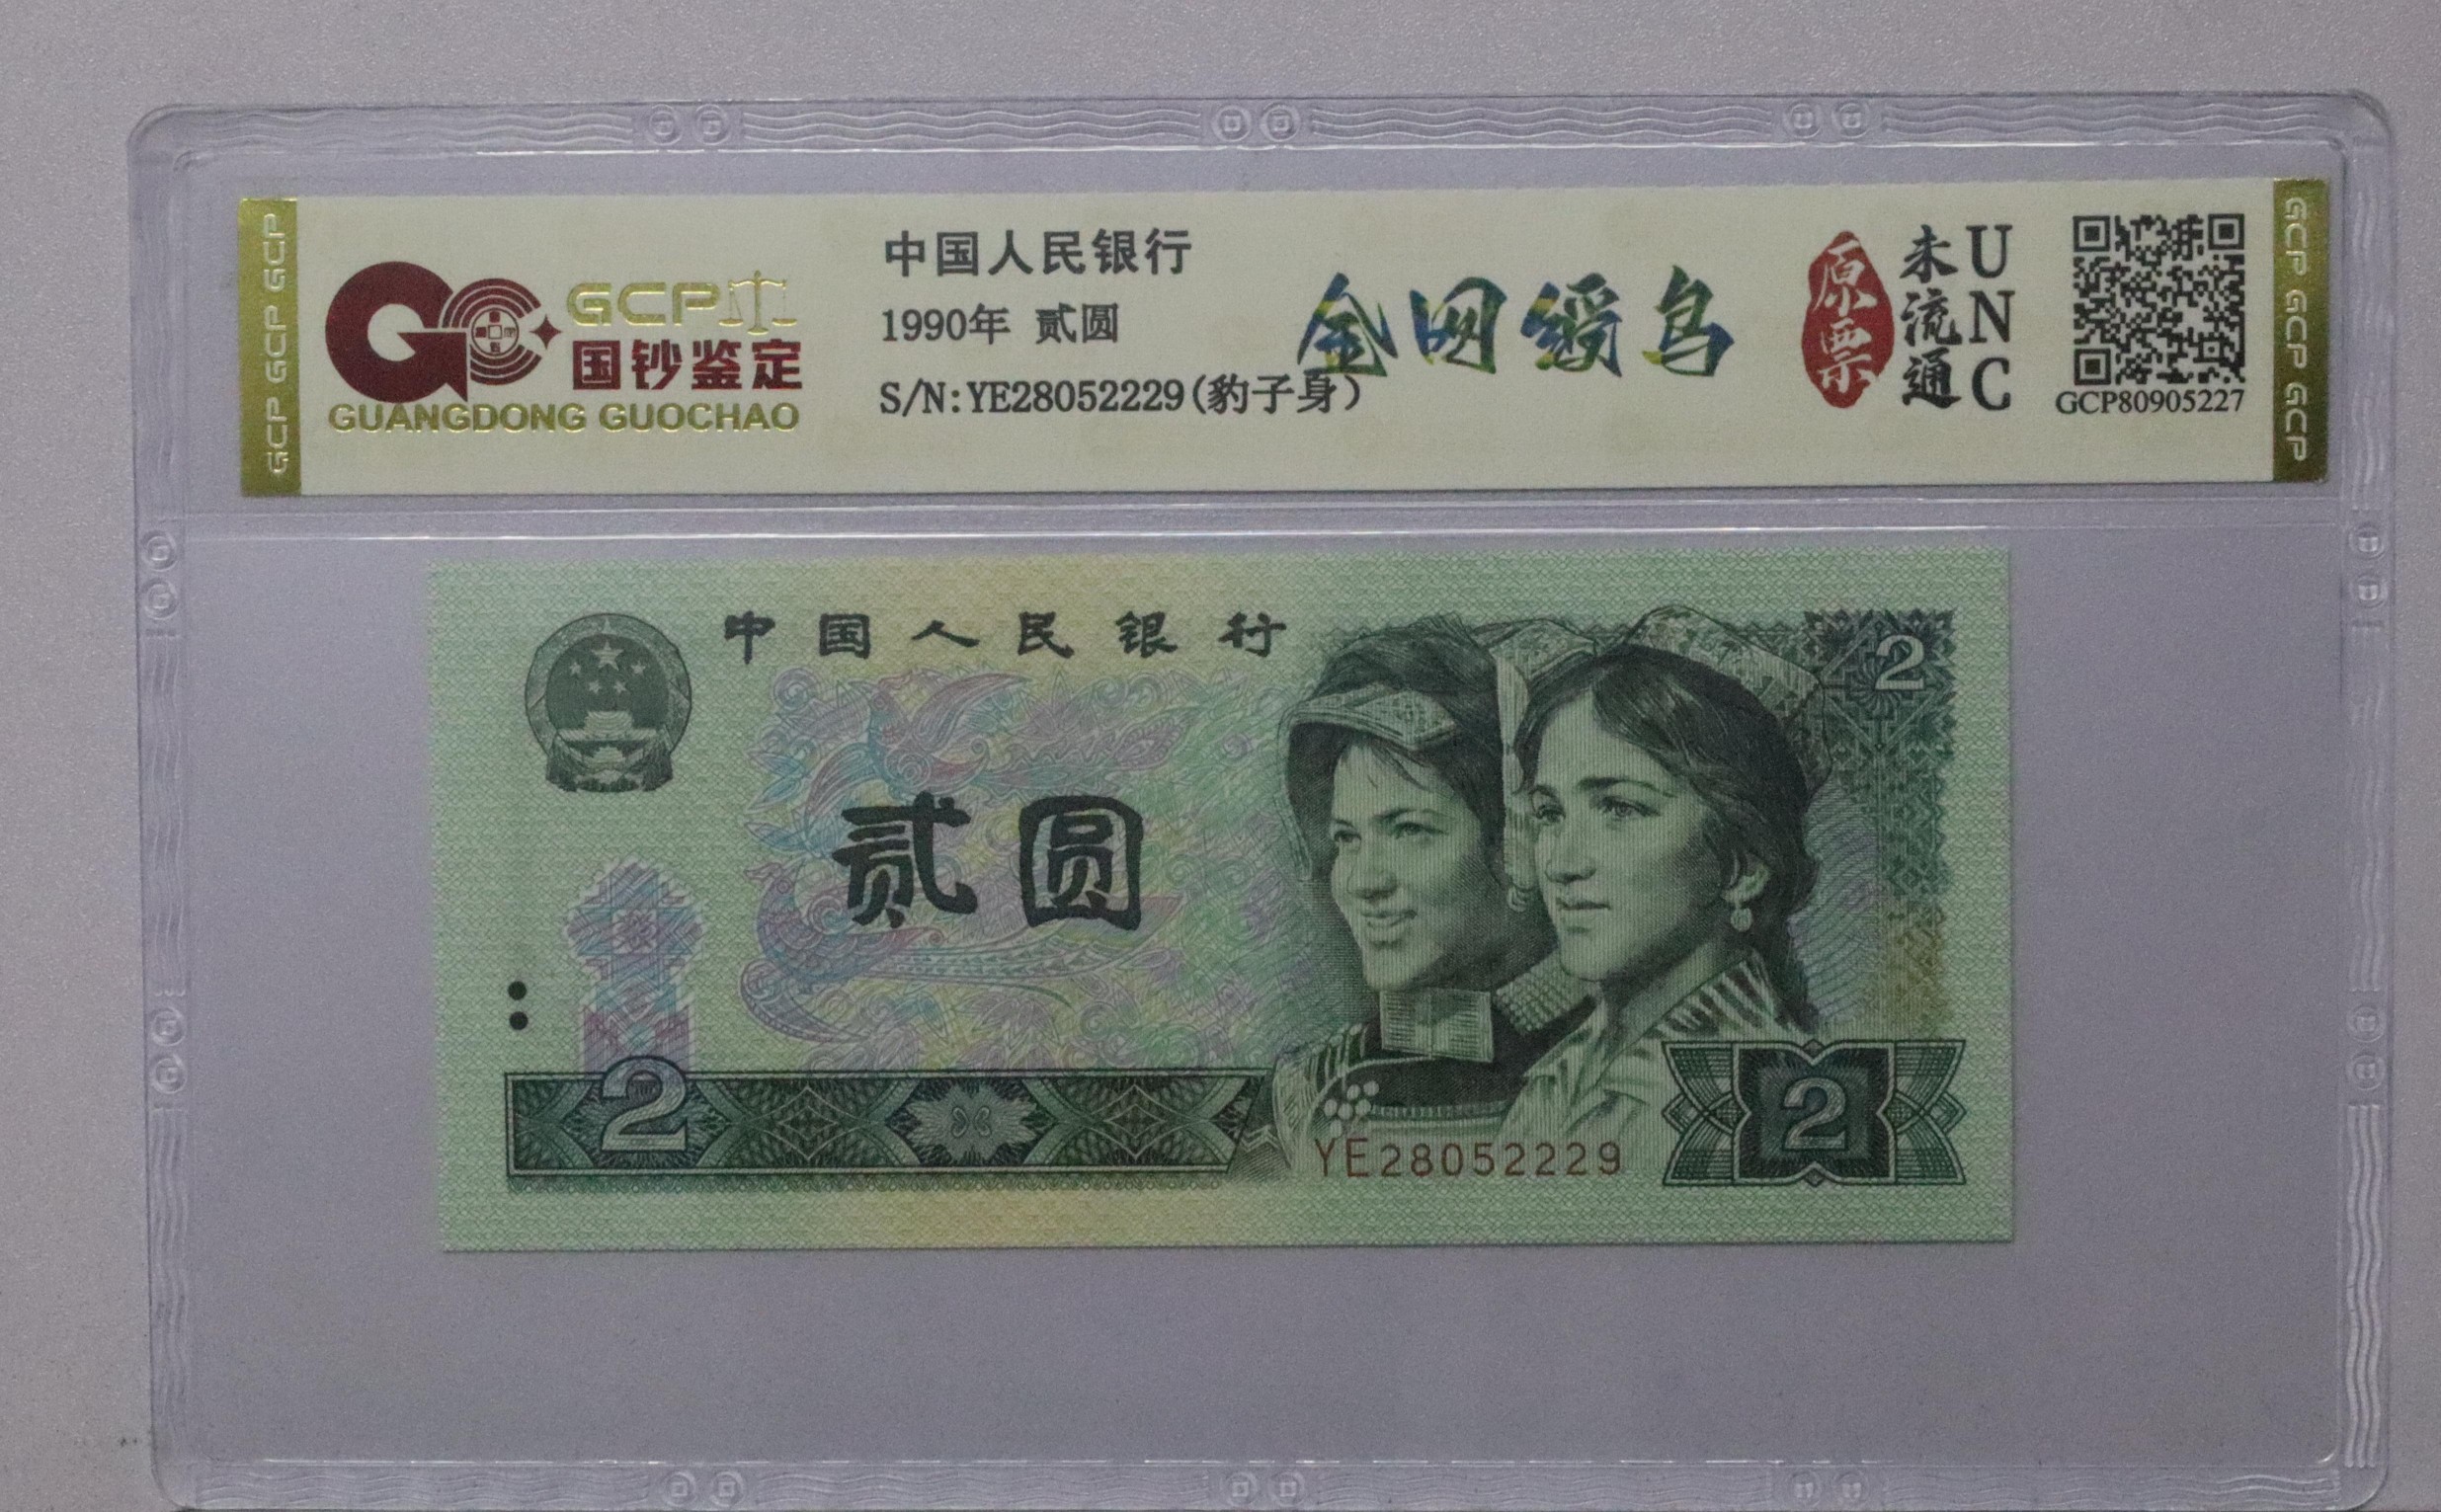 GCP GCP GCP
GCP
国钞鉴定
GUANGDONG GUOCHAO
中国人民银行
1990年 贰圆
S/N:YE28052229(豹子身)
金网绶鸟
原票
未流通
UNC
GCP80905227
GCP GCP GCP
中国人民银行
2
贰圆
2
YE28052229
2